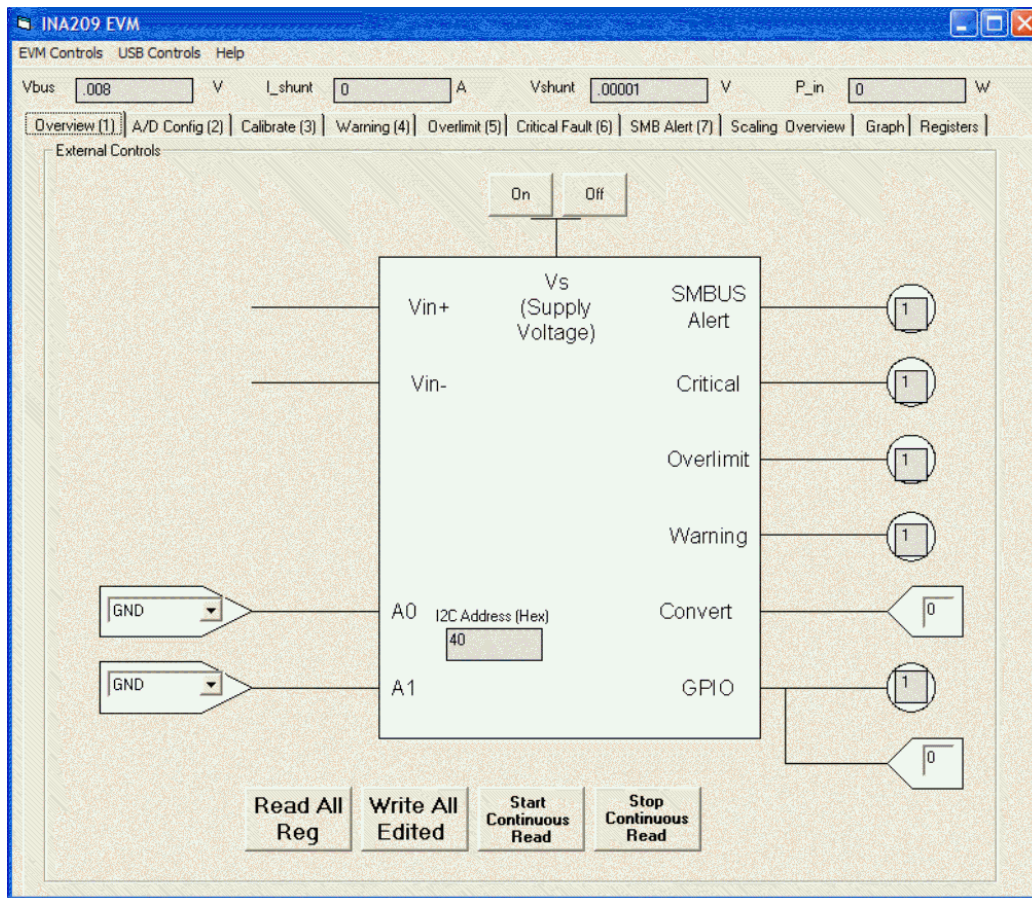 INA209 EVM
EVM Controls USB Controls Help
Vbus .008 V I_shunt 0 A Vshunt .00001 V P_in 0 W
Overview (1) A/D Config (2) Calibrate (3) Warning (4) Overlimit (5) Critical Fault (6) SMB Alert (7) Scaling Overview Graph Registers
External Controls
On Off
Vs
(Supply
Voltage)
Vin+
SMBUS
Alert
1
Vin-
Critical
1
Overlimit
1
Warning
1
GND
A0
I2C Address (Hex)
40
Convert
0
GND
A1
GPIO
1
0
Read All
Reg
Write All
Edited
Start
Continuous
Read
Stop
Continuous
Read